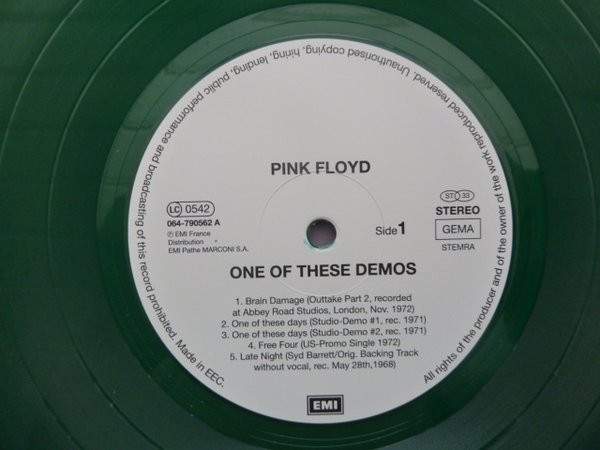 All rights of the producer and of the owner of the work reproduced reserved. Unauthorised copying, hiring, lending, public performance and broadcasting of this record prohibited. Made in EEC.
PINK FLOYD
LC 0542
064-790562 A
Ⓟ EMI France
Distribution
EMI Pathe MARCONI S.A.
Side 1
ST 33
STEREO
GEMA
STEMRA
ONE OF THESE DEMOS
1. Brain Damage (Outtake Part 2, recorded
at Abbey Road Studios, London, Nov. 1972)
2. One of these days (Studio-Demo #1, rec. 1971)
3. One of these days (Studio-Demo #2, rec. 1971)
4. Free Four (US-Promo Single 1972)
5. Late Night (Syd Barrett/Orig. Backing Track
without vocal, rec. May 28th,1968)
EMI